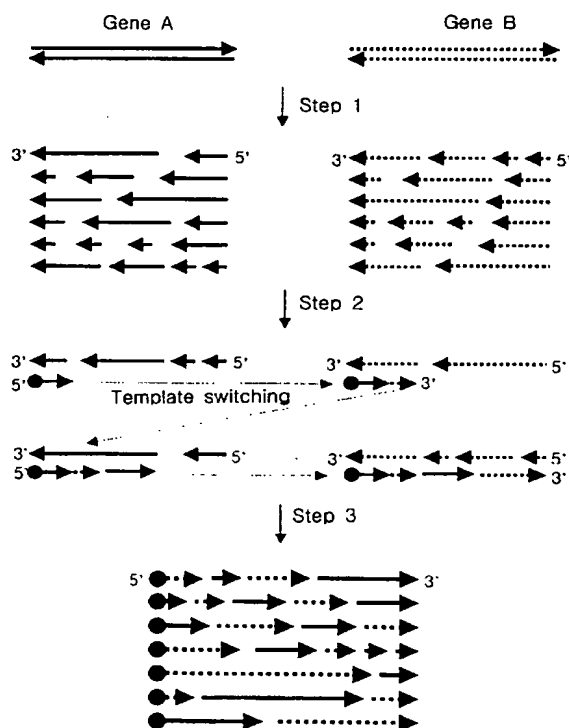 Gene A Gene B
Step 1
3' 5' 3' 5'
Step 2
3' 5' 3' 5'
5' 3'
Template switching
3' 5' 3' 5'
5' 3'
Step 3
5' 3'